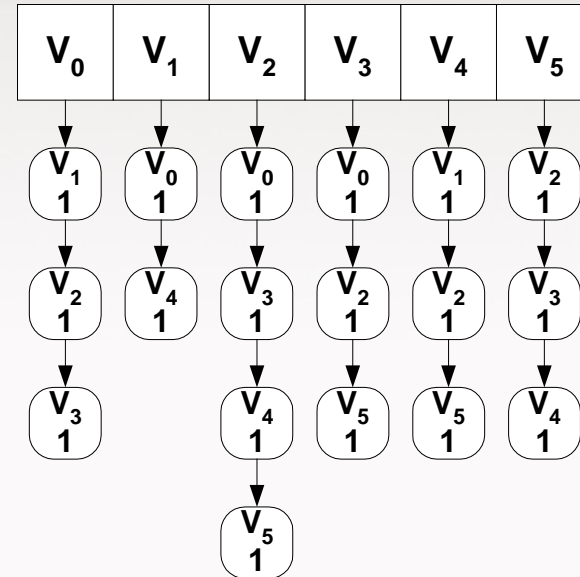 V₀ V₁ V₂ V₃ V₄ V₅
V₁ V₀ V₀ V₀ V₁ V₂
1 1 1 1 1 1
V₂ V₄ V₃ V₂ V₂ V₃
1 1 1 1 1 1
V₃ V₄ V₅ V₅ V₄
1 1 1 1 1
V₅
1